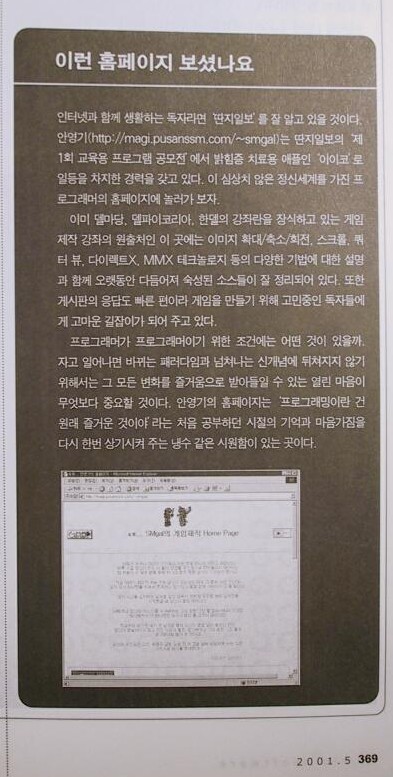 이런 홈페이지 보셨나요
인터넷과 함께 생활하는 독자라면 '딴지일보'를 잘 알고 있을 것이다.
안영기(http://magi.pusanssm.com/~smgal)는 딴지일보의 '제
1회 교육용 프로그램 공모전'에서 밝힘증 치료용 애플인 '이이코'로
일등을 차지한 경력을 갖고 있다. 이 심상치 않은 정신세계를 가진 프
로그래머의 홈페이지에 놀러가 보자.
이미 델마당, 델파이코리아, 한델의 강좌란을 장식하고 있는 게임
제작 강좌의 원출처인 이 곳에는 이미지 확대/축소/회전, 스크롤, 쿼
터 뷰, 다이렉트X, MMX 테크놀로지 등의 다양한 기법에 대한 설명
과 함께 오랫동안 다듬어져 숙성된 소스들이 잘 정리되어 있다. 또한
게시판의 응답도 빠른 편이라 게임을 만들기 위해 고민중인 독자들에
게 고마운 길잡이가 되어 주고 있다.
프로그래머가 프로그래머이기 위한 조건에는 어떤 것이 있을까.
자고 일어나면 바뀌는 패러다임과 넘쳐나는 신개념에 뒤쳐지지 않기
위해서는 그 모든 변화를 즐거움으로 받아들일 수 있는 열린 마음이
무엇보다 중요할 것이다. 안영기의 홈페이지는 '프로그래밍이란 건
원래 즐거운 것이야'라는 처음 공부하던 시절의 기억과 마음가짐을
다시 한번 상기시켜 주는 냉수 같은 시원함이 있는 곳이다.
SMgal의 게임제작 Home Page
2001. 5 369